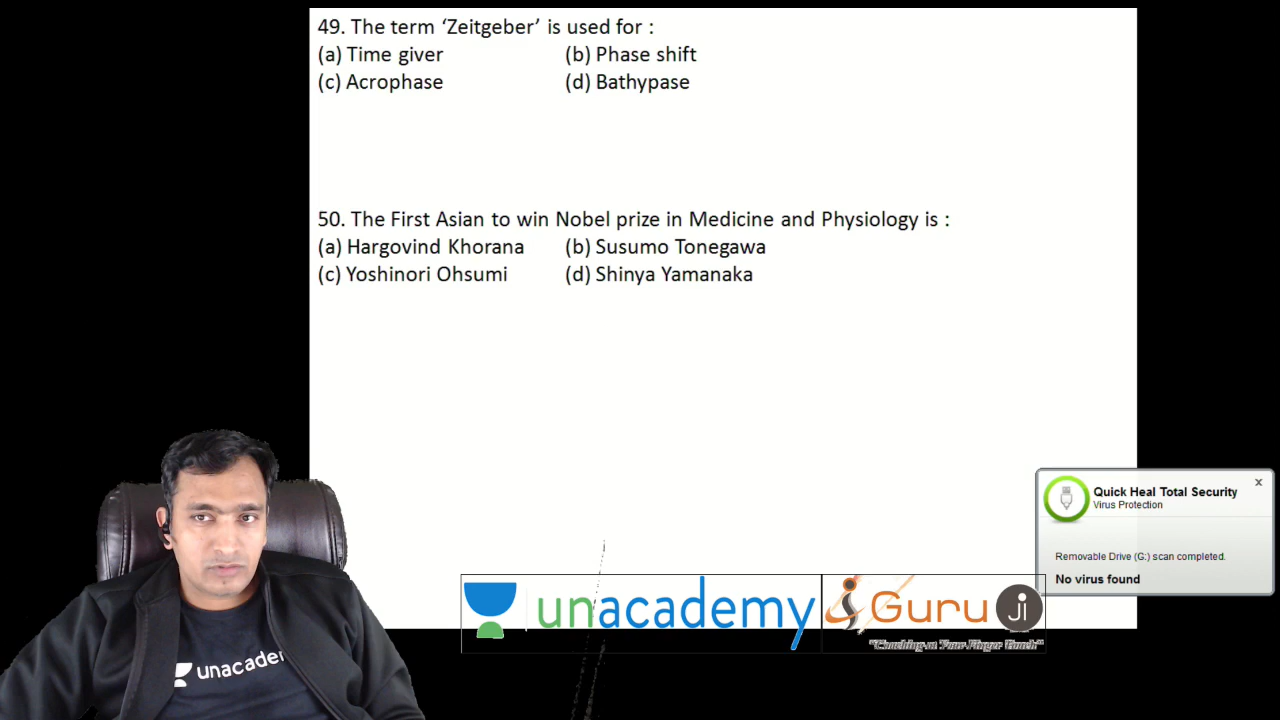 49. The term ‘Zeitgeber’ is used for :
(a) Time giver (b) Phase shift
(c) Acrophase (d) Bathypase
50. The First Asian to win Nobel prize in Medicine and Physiology is :
(a) Hargovind Khorana (b) Susumo Tonegawa
(c) Yoshinori Ohsumi (d) Shinya Yamanaka
Quick Heal Total Security
Virus Protection
Removable Drive (G:) scan completed.
No virus found
unacademy
Guru Ji
"Coaching at Your Finger Touch"
unacadem